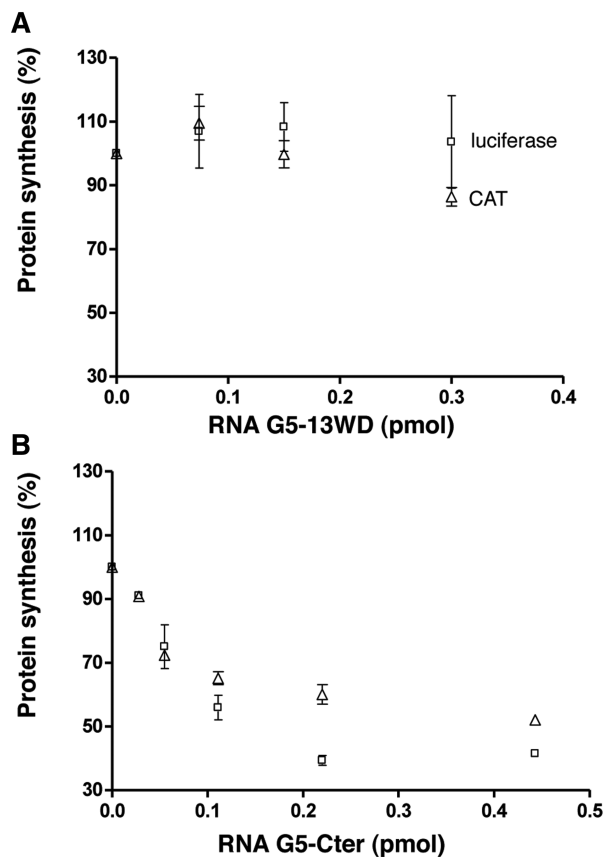 A
Protein synthesis (%)
130
110
90
70
50
30
luciferase
CAT
0.0 0.1 0.2 0.3 0.4
RNA G5-13WD (pmol)
B
Protein synthesis (%)
130
110
90
70
50
30
0.0 0.1 0.2 0.3 0.4 0.5
RNA G5-Cter (pmol)